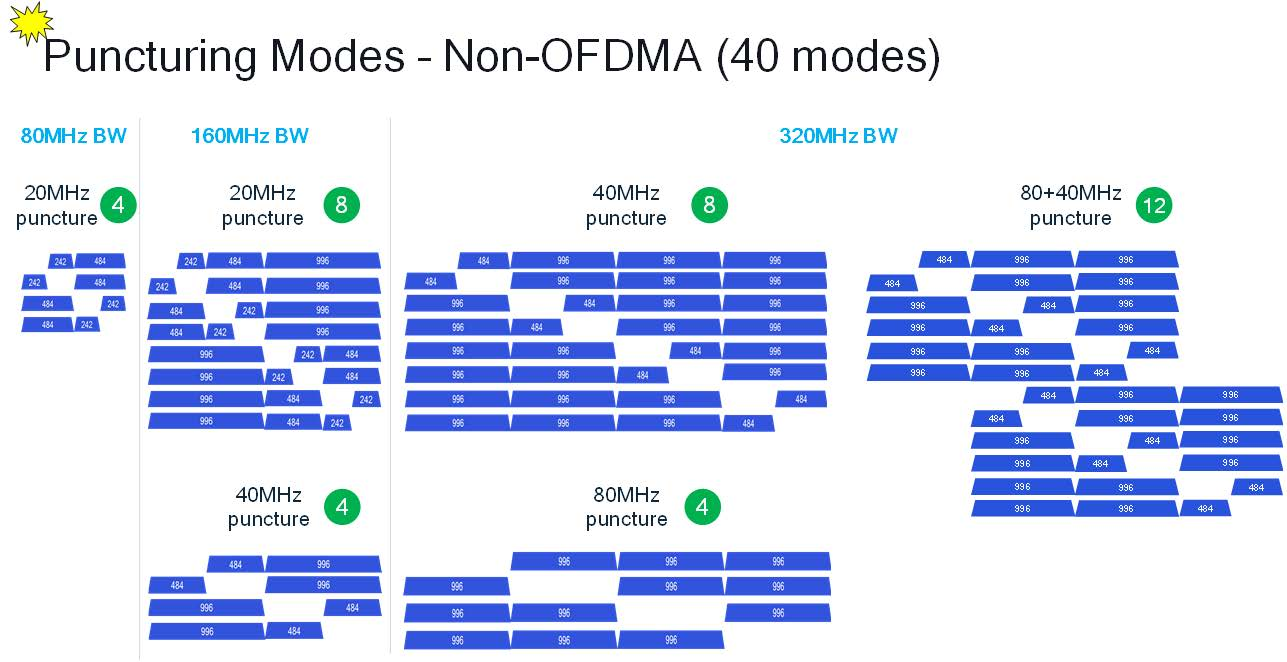 Puncturing Modes - Non-OFDMA (40 modes)
80MHz BW
160MHz BW
320MHz BW
20MHz
puncture 4
20MHz
puncture 8
40MHz
puncture 8
80+40MHz
puncture 12
242 484
242 484
484 242
484 242
242 484 996
242 484 996
484 242 996
484 242 996
996 242 484
996 242 484
996 484 242
996 484 242
484 996 996 996
484 996 996 996
996 484 996 996
996 484 996 996
996 996 484 996
996 996 484 996
996 996 996 484
996 996 996 484
484 996 996
484 996 996
996 484 996
996 484 996
996 996 484
996 996 484
484 996 996
484 996 996
996 484 996
996 484 996
996 996 484
996 996 484
40MHz
puncture 4
80MHz
puncture 4
484 996
484 996
996 484
996 484
996 996 996
996 996 996
996 996 996
996 996 996